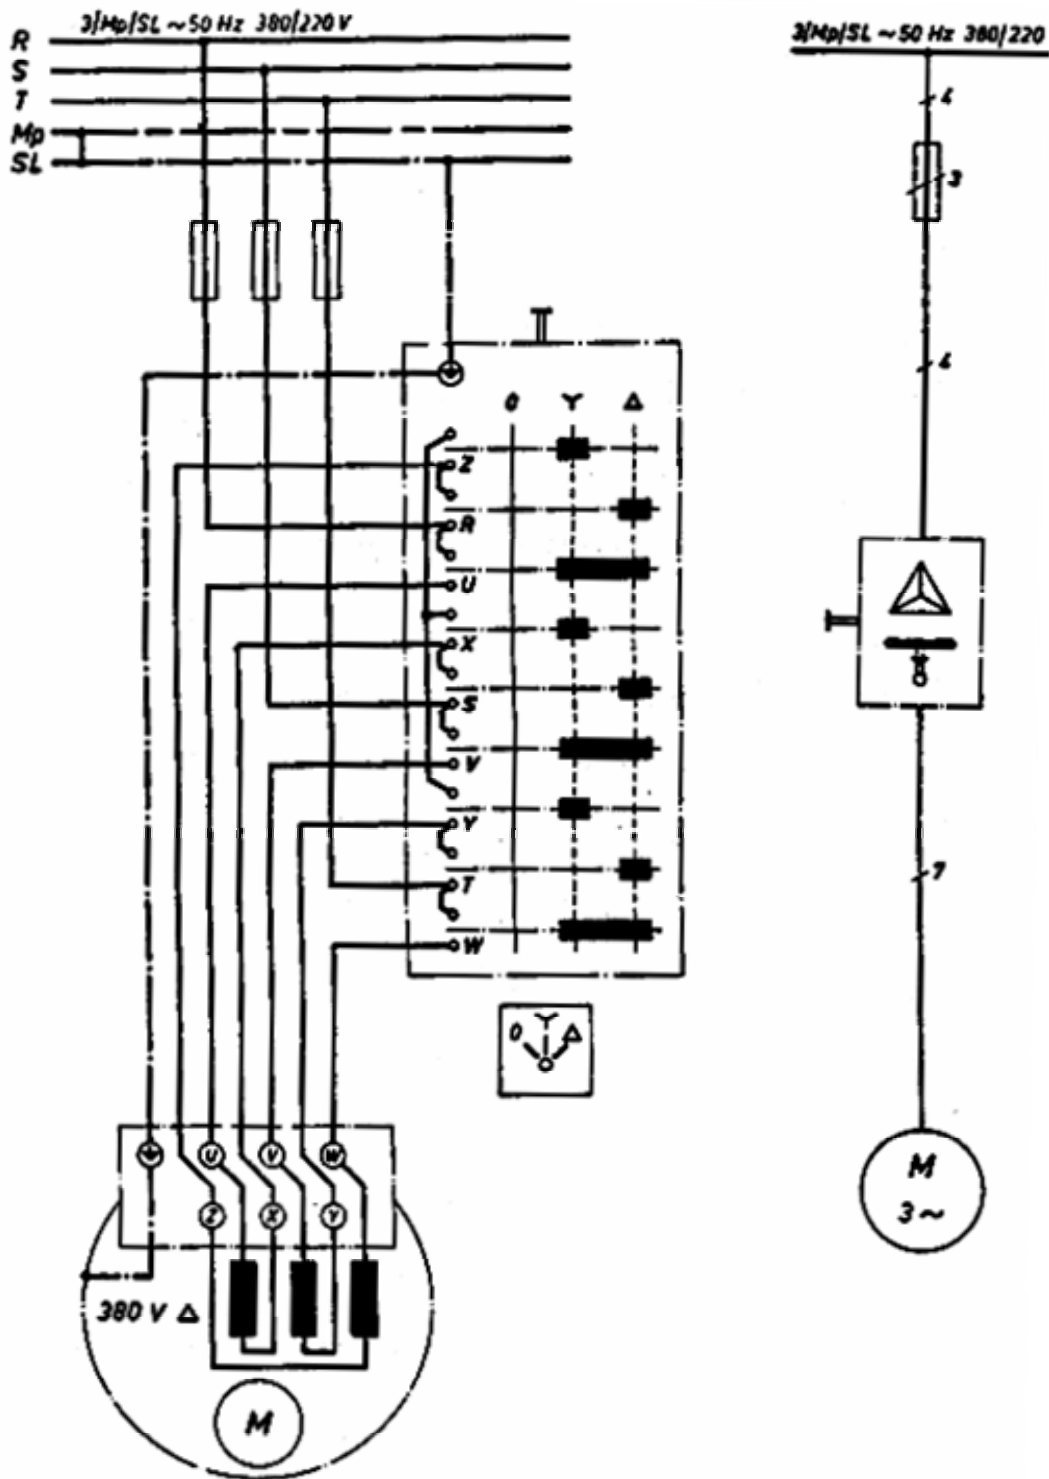 3/Mp/SL ~ 50 Hz 380/220 V
R
S
T
Mp
SL
0 Y Δ
Z
R
U
X
S
V
Y
T
W
0 Y Δ
U V W
Z X Y
380 V Δ
M
3/Mp/SL ~ 50 Hz 380/220
4
3
4
7
M
3 ~